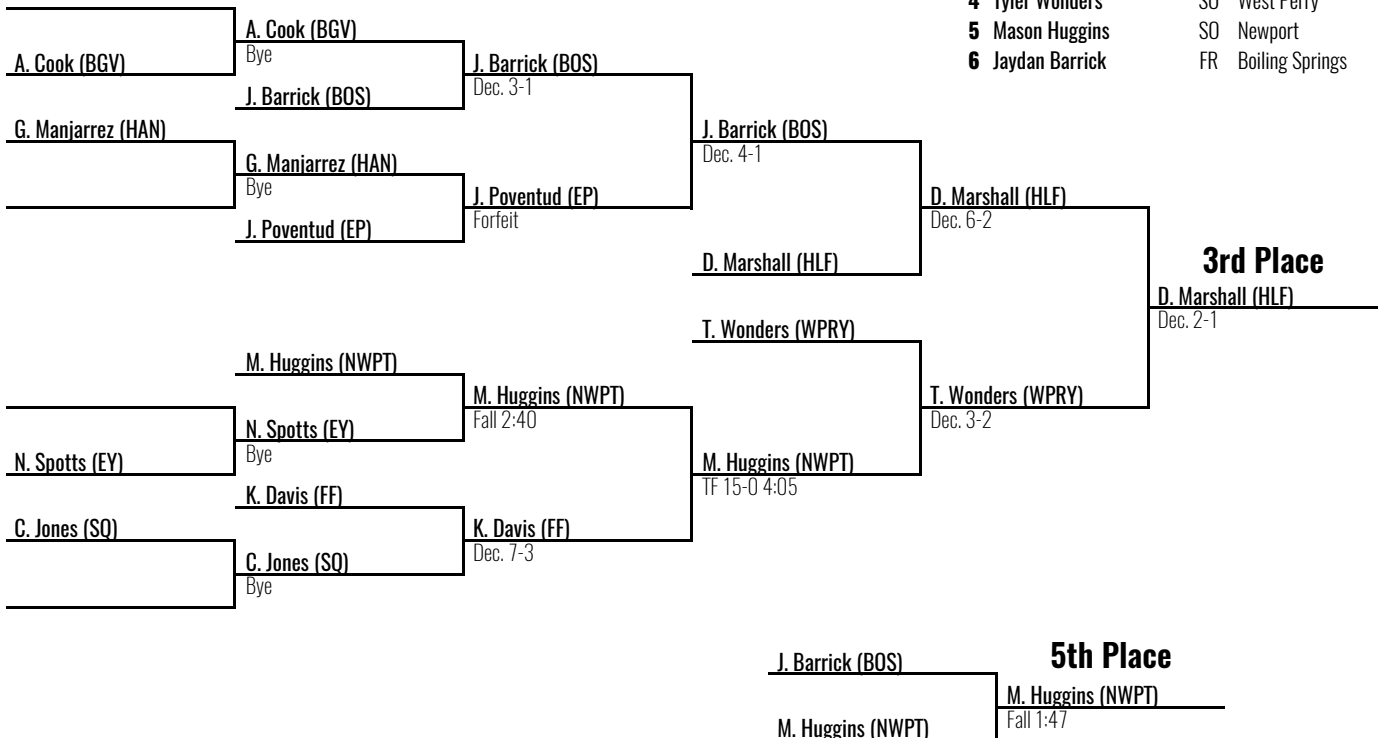 4 Tyler Wonders SO West Perry
5 Mason Huggins SO Newport
6 Jaydan Barrick FR Boiling Springs
A. Cook (BGV)
A. Cook (BGV)
Bye
J. Barrick (BOS)
J. Barrick (BOS)
Dec. 3-1
G. Manjarrez (HAN)
G. Manjarrez (HAN)
Bye
J. Poventud (EP)
J. Poventud (EP)
Forfeit
J. Barrick (BOS)
Dec. 4-1
D. Marshall (HLF)
D. Marshall (HLF)
Dec. 6-2
3rd Place
D. Marshall (HLF)
Dec. 2-1
T. Wonders (WPRY)
T. Wonders (WPRY)
Dec. 3-2
M. Huggins (NWPT)
M. Huggins (NWPT)
Fall 2:40
N. Spotts (EY)
N. Spotts (EY)
Bye
M. Huggins (NWPT)
TF 15-0 4:05
K. Davis (FF)
K. Davis (FF)
Dec. 7-3
C. Jones (SQ)
C. Jones (SQ)
Bye
5th Place
J. Barrick (BOS)
M. Huggins (NWPT)
Fall 1:47
M. Huggins (NWPT)